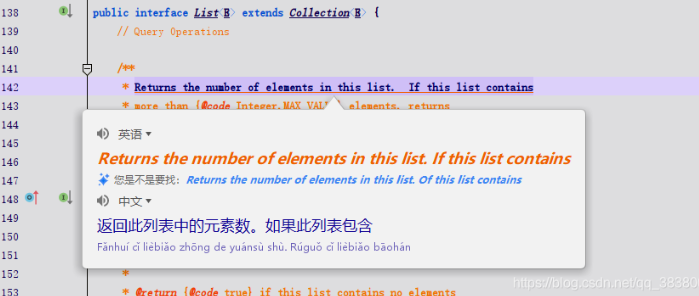 138 public interface List<E> extends Collection<E> {
139 // Query Operations
140
141 /**
142 * Returns the number of elements in this list.  If this list contains
143 * more than {@code Integer.MAX_VALUE} elements, returns
144
145
146
147
148
149
150
151
152 *
153 * @return {@code true} if this list contains no elements
英语
Returns the number of elements in this list. If this list contains
您是不是要找: Returns the number of elements in this list. Of this list contains
中文
返回此列表中的元素数。如果此列表包含
Fǎnhuí cǐ lièbiǎo zhōng de yuánsù shù. Rúguǒ cǐ lièbiǎo bāohán
https://blog.csdn.net/qq_38380